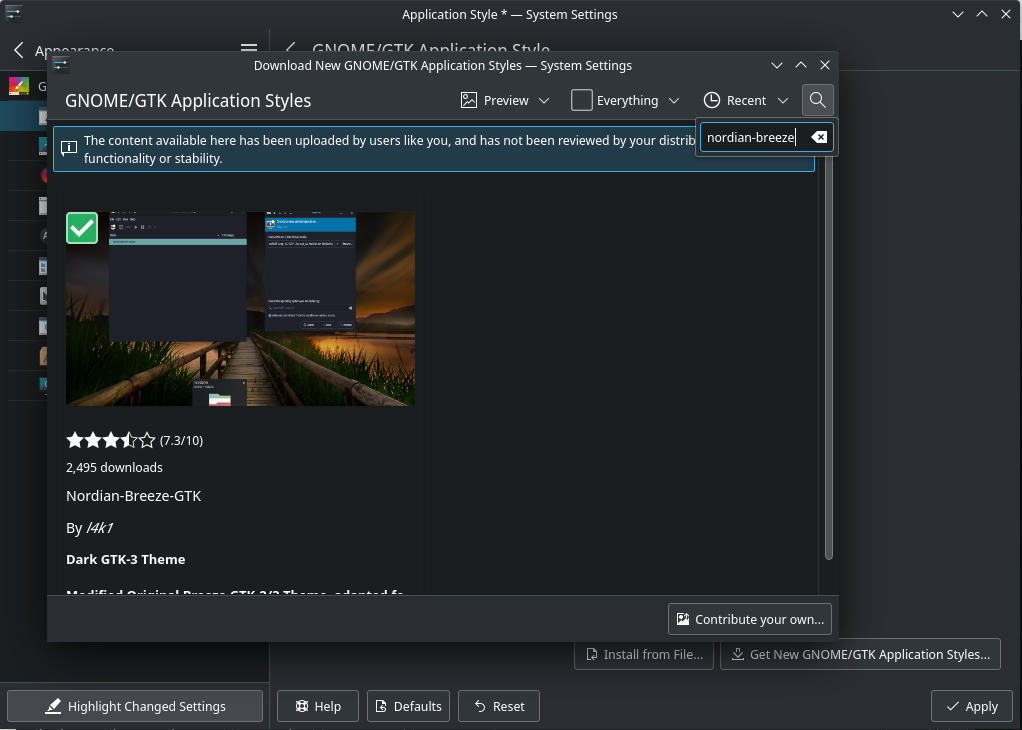 Application Style * — System Settings
Appearance
GNOME/GTK Application Style
Download New GNOME/GTK Application Styles — System Settings
GNOME/GTK Application Styles
Preview
Everything
Recent
nordian-breeze
The content available here has been uploaded by users like you, and has not been reviewed by your distrib
functionality or stability.
(7.3/10)
2,495 downloads
Nordian-Breeze-GTK
By l4k1
Dark GTK-3 Theme
Modified Original Breeze GTK 2/3 Theme, adapted fo
Contribute your own...
Install from File...
Get New GNOME/GTK Application Styles...
Highlight Changed Settings
Help
Defaults
Reset
Apply